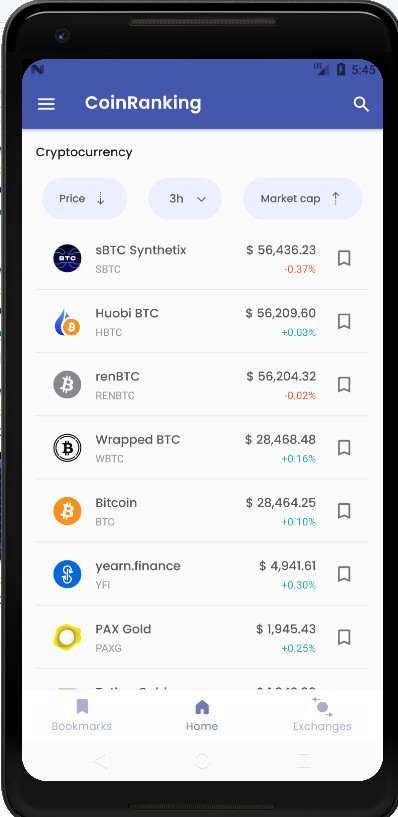 LTE 5:45
CoinRanking
Cryptocurrency
Price 3h Market cap
BTC
sBTC Synthetix $ 56,436.23
SBTC -0.37%
Huobi BTC $ 56,209.60
HBTC +0.03%
renBTC $ 56,204.32
RENBTC -0.02%
Wrapped BTC $ 28,468.48
WBTC +0.16%
Bitcoin $ 28,464.25
BTC +0.10%
yearn.finance $ 4,941.61
YFI +0.30%
PAX Gold $ 1,945.43
PAXG +0.25%
Bookmarks Home Exchanges